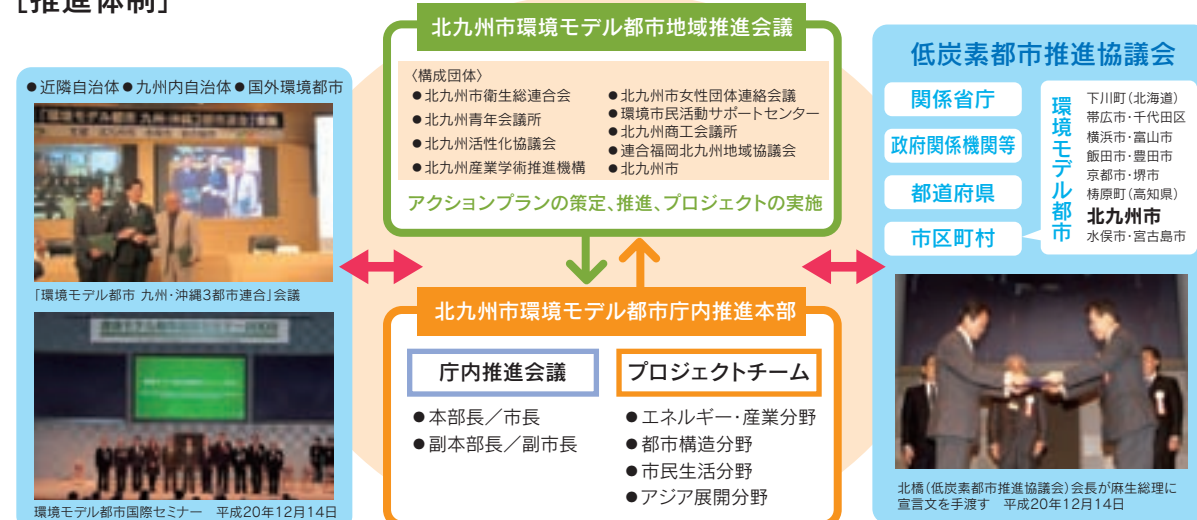 ［推進体制］
●近隣自治体●九州内自治体●国外環境都市
「環境モデル都市 九州･沖縄3都市連合」会議
環境モデル都市国際セミナー　平成20年12月14日
北九州市環境モデル都市地域推進会議
〈構成団体〉
●北九州市衛生総連合会
●北九州青年会議所
●北九州活性化協議会
●北九州産業学術推進機構
●北九州市女性団体連絡会議
●環境市民活動サポートセンター
●北九州商工会議所
●連合福岡北九州地域協議会
●北九州市
アクションプランの策定、推進、プロジェクトの実施
北九州市環境モデル都市庁内推進本部
庁内推進会議
●本部長／市長
●副本部長／副市長
プロジェクトチーム
●エネルギー･産業分野
●都市構造分野
●市民生活分野
●アジア展開分野
低炭素都市推進協議会
関係省庁
政府関係機関等
都道府県
市区町村
環境モデル都市
下川町(北海道)
帯広市･千代田区
横浜市･富山市
飯田市･豊田市
京都市･堺市
梼原町(高知県)
北九州市
水俣市･宮古島市
北橋(低炭素都市推進協議会)会長が麻生総理に
宣言文を手渡す　平成20年12月14日